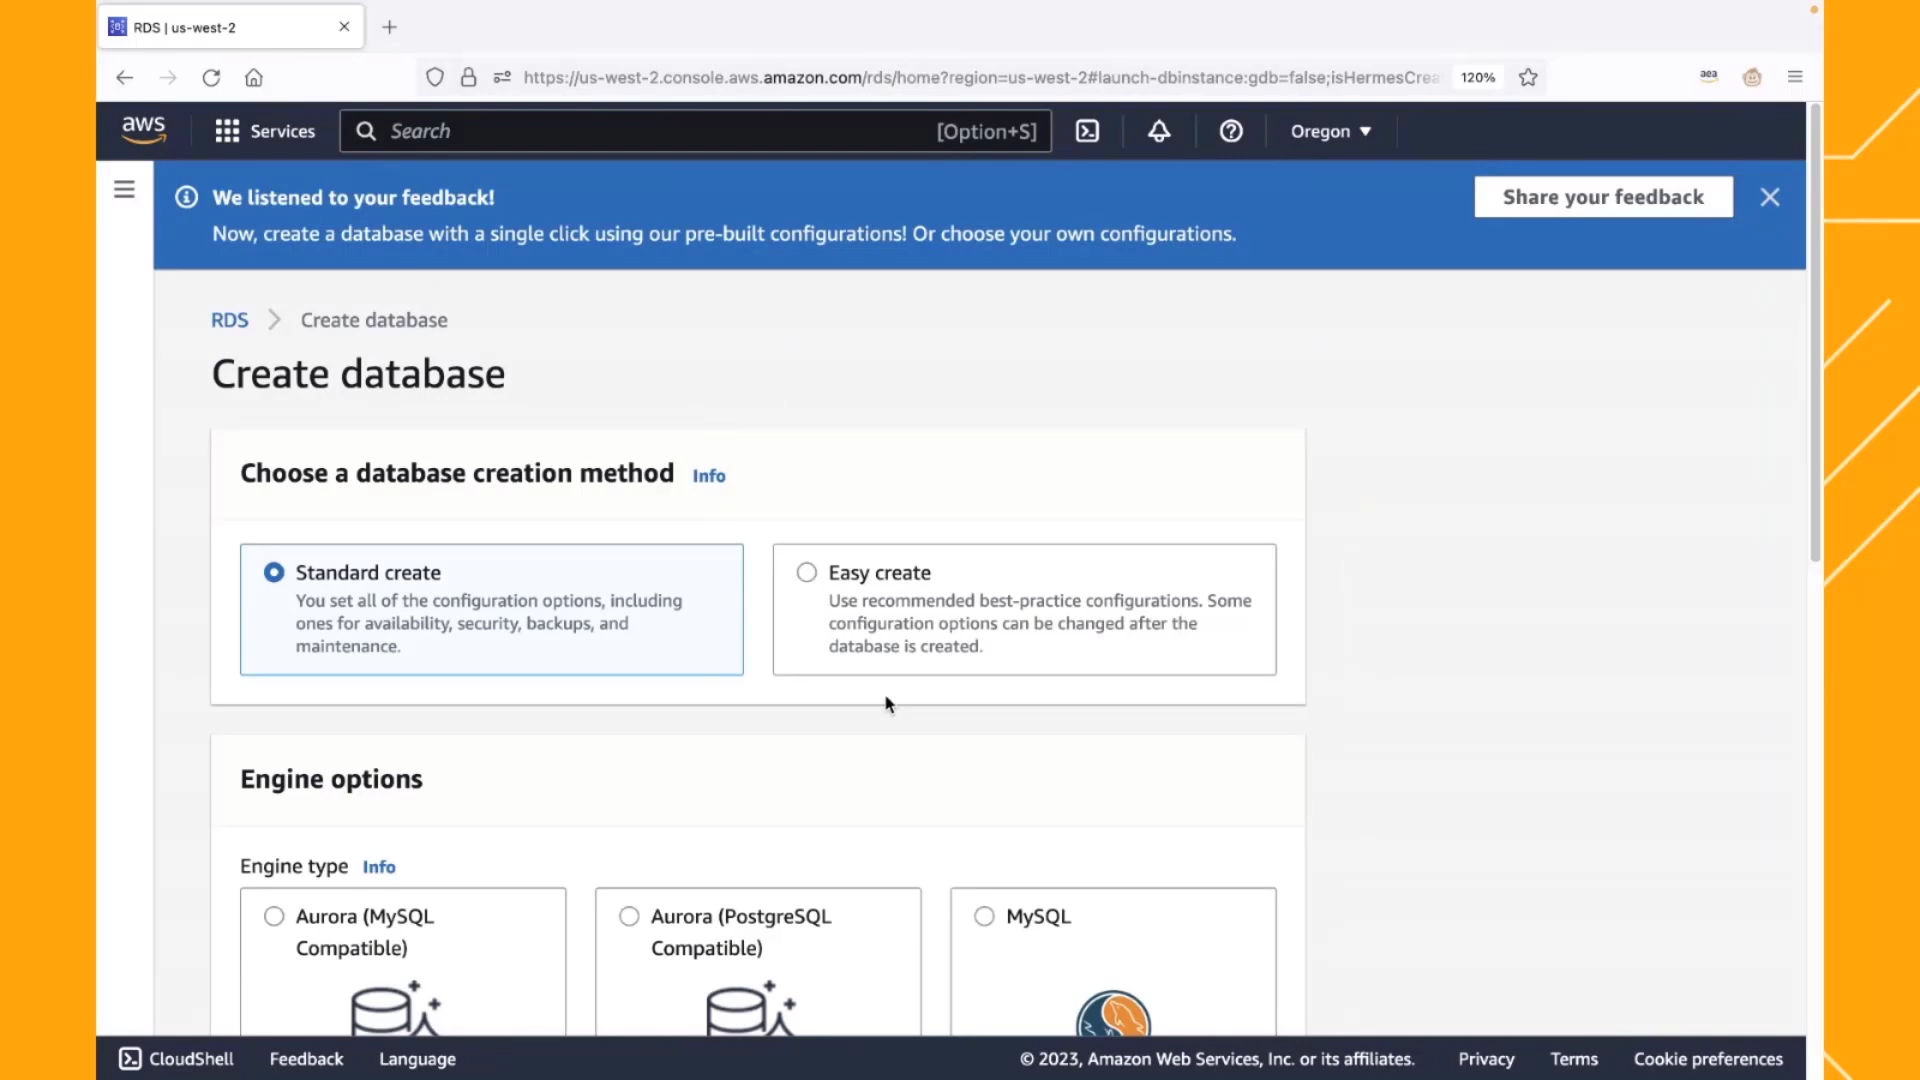 RDS | us-west-2
https://us-west-2.console.aws.amazon.com/rds/home?region=us-west-2#launch-dbinstance:gdb=false;isHermesCrea
120%
aea
aws
Services
Search
[Option+S]
Oregon
We listened to your feedback!
Now, create a database with a single click using our pre-built configurations! Or choose your own configurations.
Share your feedback
RDS
Create database
Create database
Choose a database creation method
Info
Standard create
You set all of the configuration options, including
ones for availability, security, backups, and
maintenance.
Easy create
Use recommended best-practice configurations. Some
configuration options can be changed after the
database is created.
Engine options
Engine type
Info
Aurora (MySQL
Compatible)
Aurora (PostgreSQL
Compatible)
MySQL
CloudShell
Feedback
Language
© 2023, Amazon Web Services, Inc. or its affiliates.
Privacy
Terms
Cookie preferences